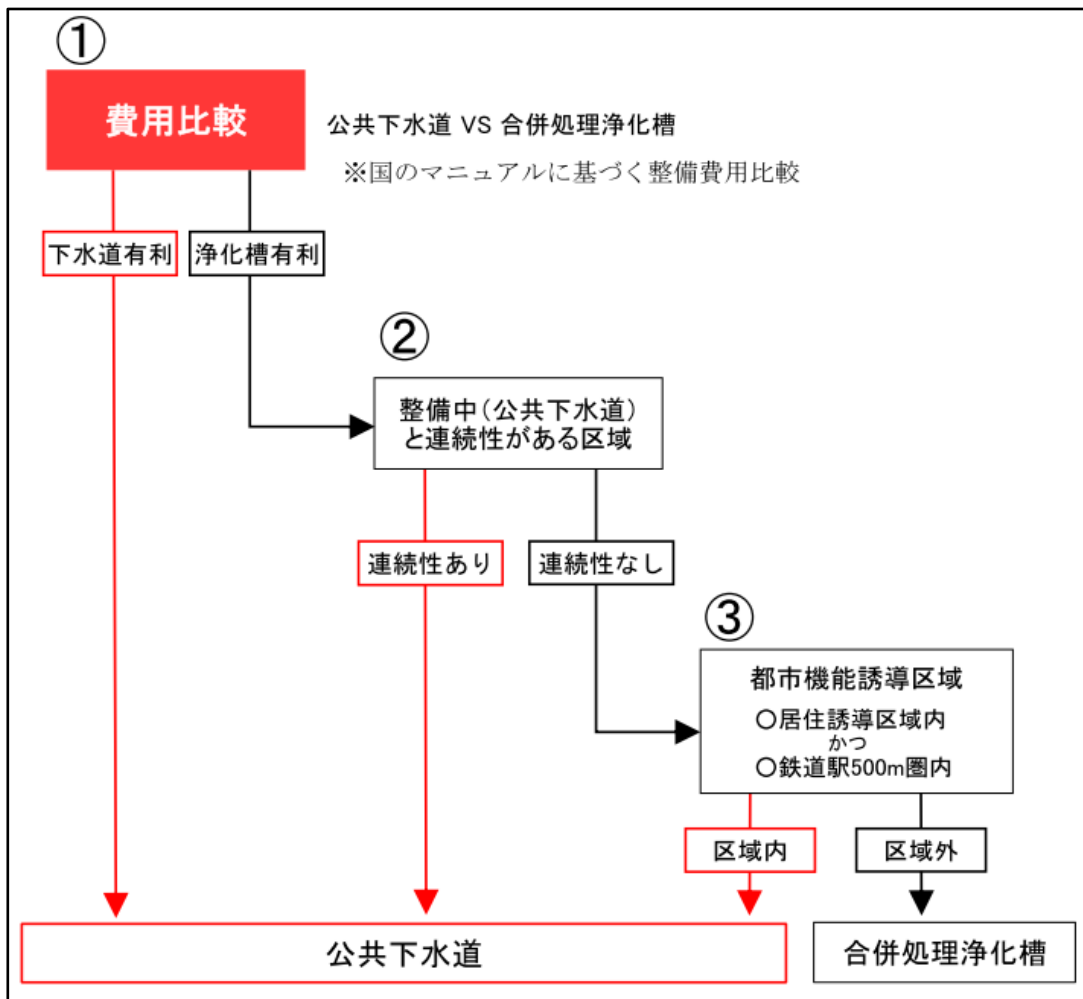 ①
費用比較
公共下水道 VS 合併処理浄化槽
※国のマニュアルに基づく整備費用比較
下水道有利
浄化槽有利
②
整備中(公共下水道)
と連続性がある区域
連続性あり
連続性なし
③
都市機能誘導区域
○居住誘導区域内
かつ
○鉄道駅500m圏内
区域内
区域外
公共下水道
合併処理浄化槽